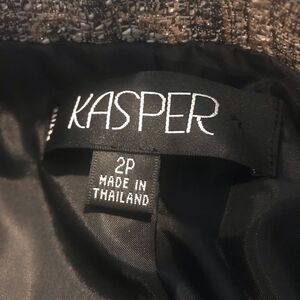 KASPER
2P
MADE IN
THAILAND